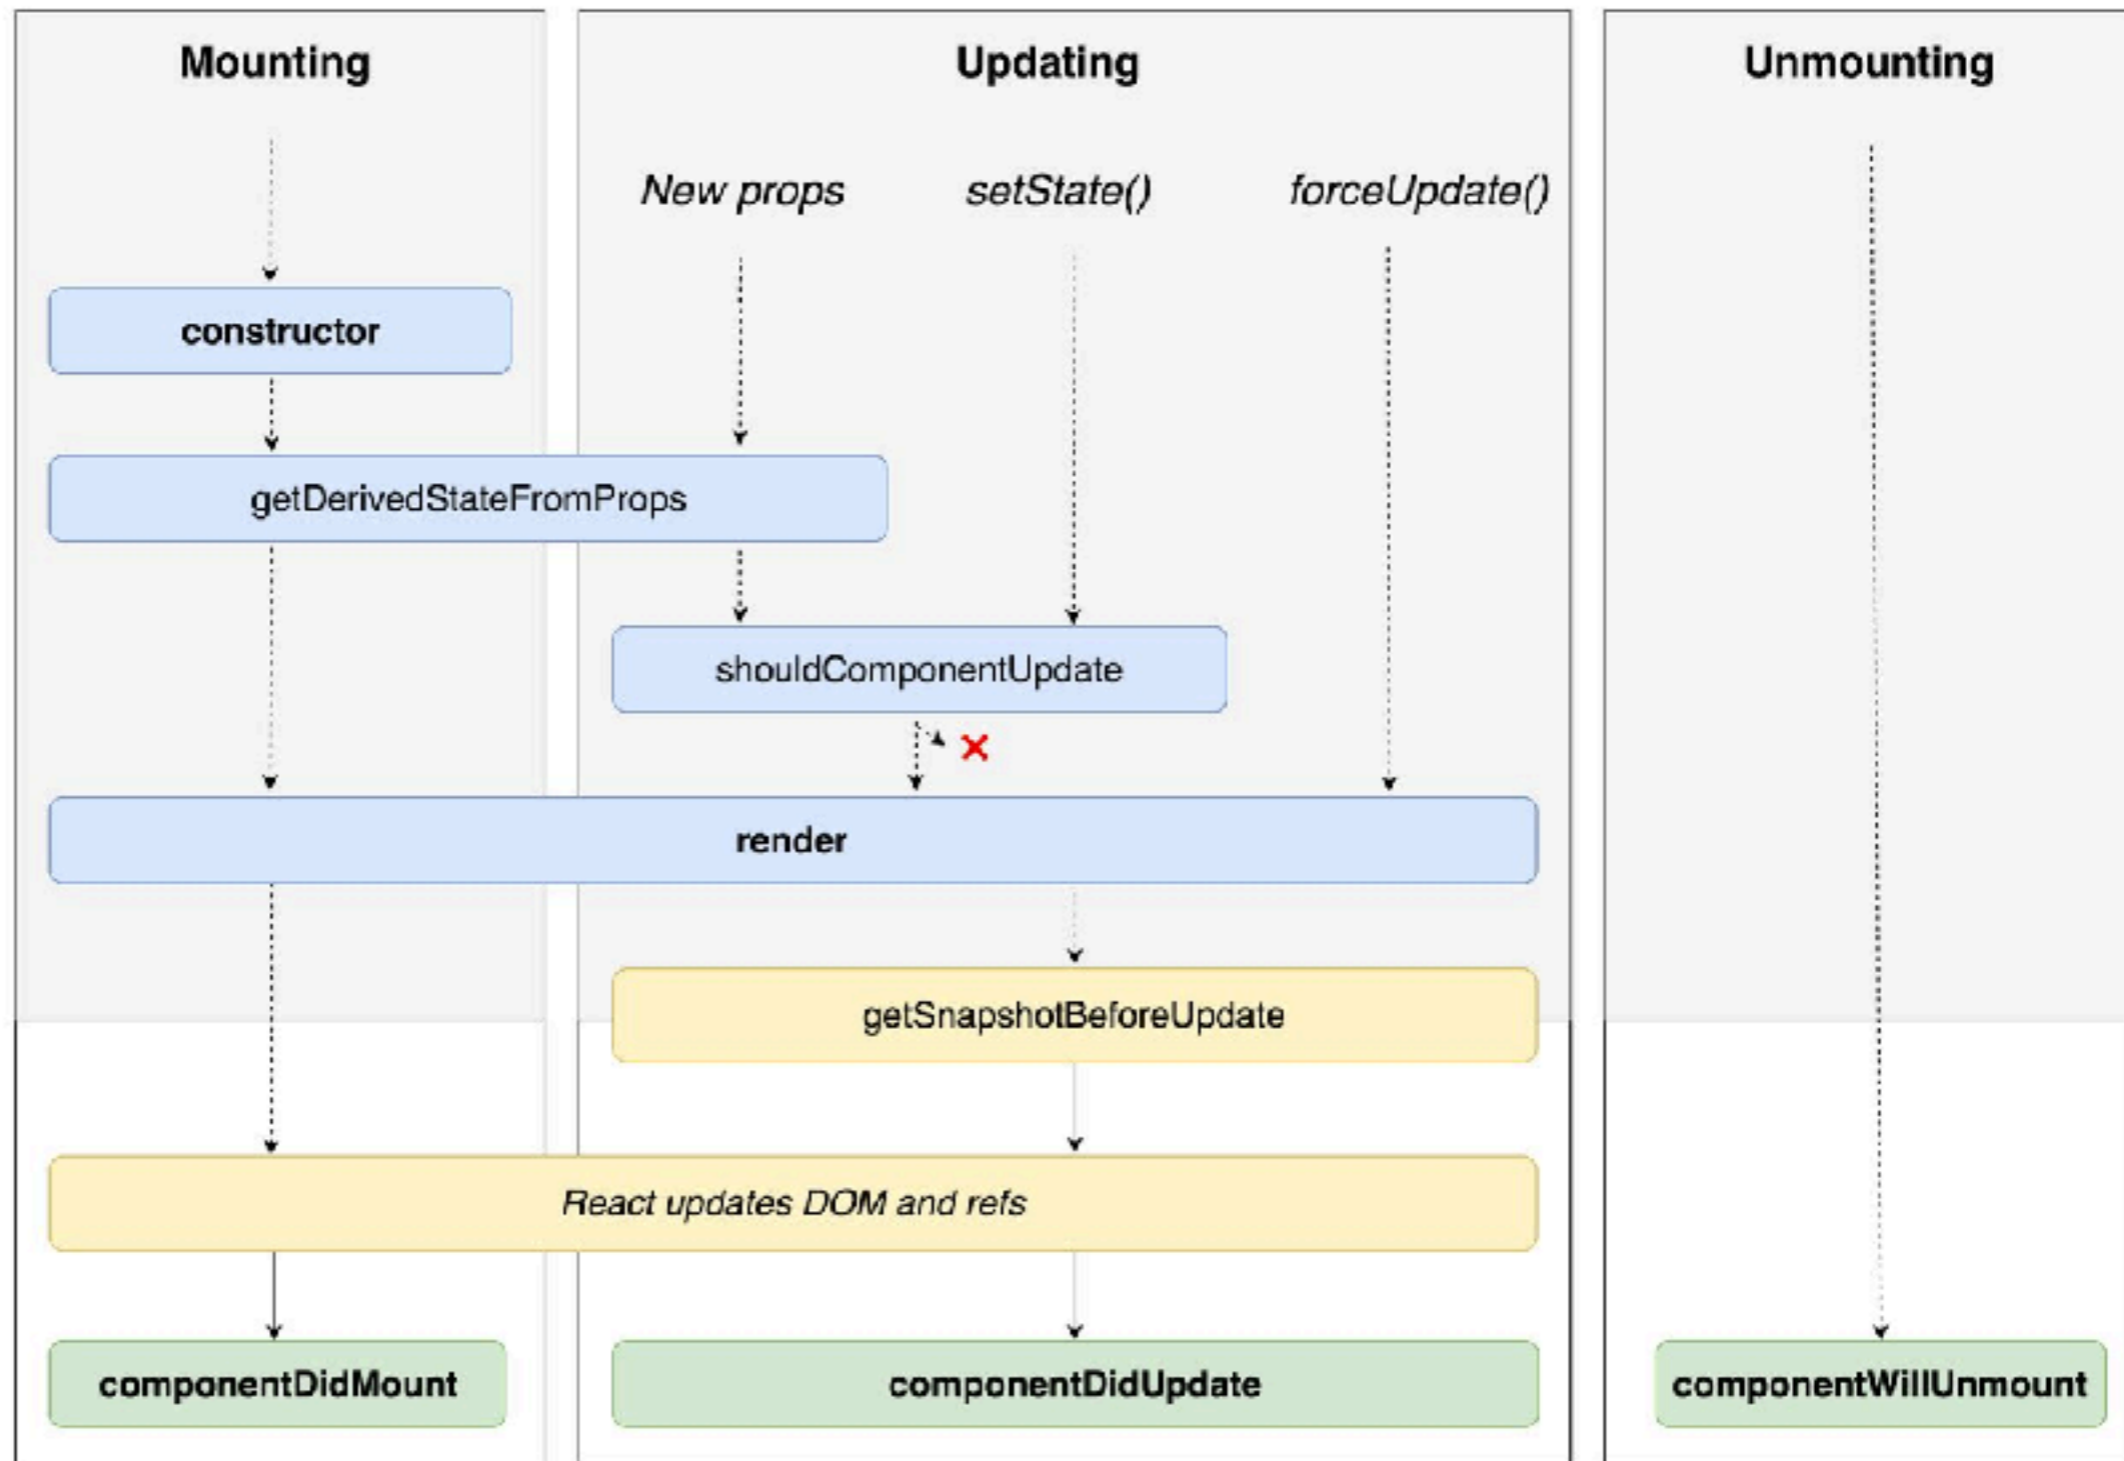 Mounting
Updating
Unmounting
New props
setState()
forceUpdate()
constructor
getDerivedStateFromProps
shouldComponentUpdate
render
getSnapshotBeforeUpdate
React updates DOM and refs
componentDidMount
componentDidUpdate
componentWillUnmount